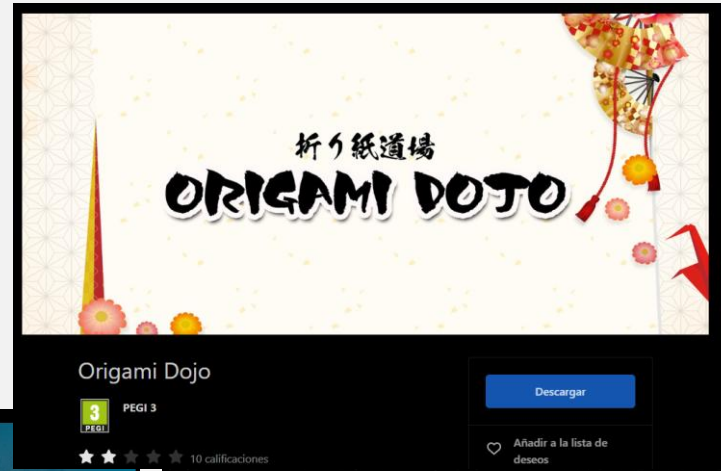 折り紙道場
ORIGAMI DOJO
Origami Dojo
3
PEGI
PEGI 3
10 calificaciones
Descargar
Añadir a la lista de
deseos